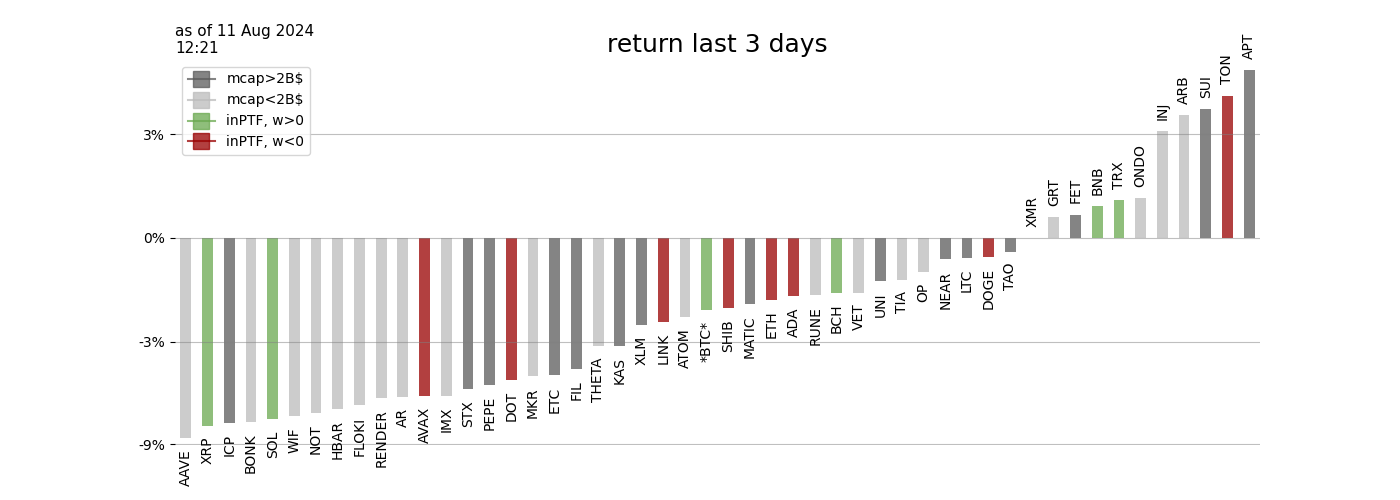 as of 11 Aug 2024
12:21
return last 3 days
mcap>2B$
mcap<2B$
inPTF, w>0
inPTF, w<0
3%
0%
-3%
-9%
AAVE
XRP
ICP
BONK
SOL
WIF
NOT
HBAR
FLOKI
RENDER
AR
AVAX
IMX
STX
PEPE
DOT
MKR
ETC
FIL
THETA
KAS
XLM
LINK
ATOM
*BTC*
SHIB
MATIC
ETH
ADA
RUNE
BCH
VET
UNI
TIA
OP
NEAR
LTC
DOGE
TAO
XMR
GRT
FET
BNB
TRX
ONDO
INJ
ARB
SUI
TON
APT